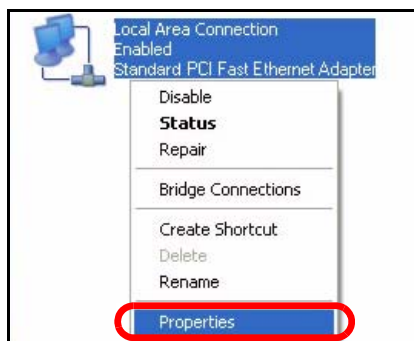 Local Area Connection
Enabled
Standard PCI Fast Ethernet Adapter
Disable
Status
Repair
Bridge Connections
Create Shortcut
Delete
Rename
Properties